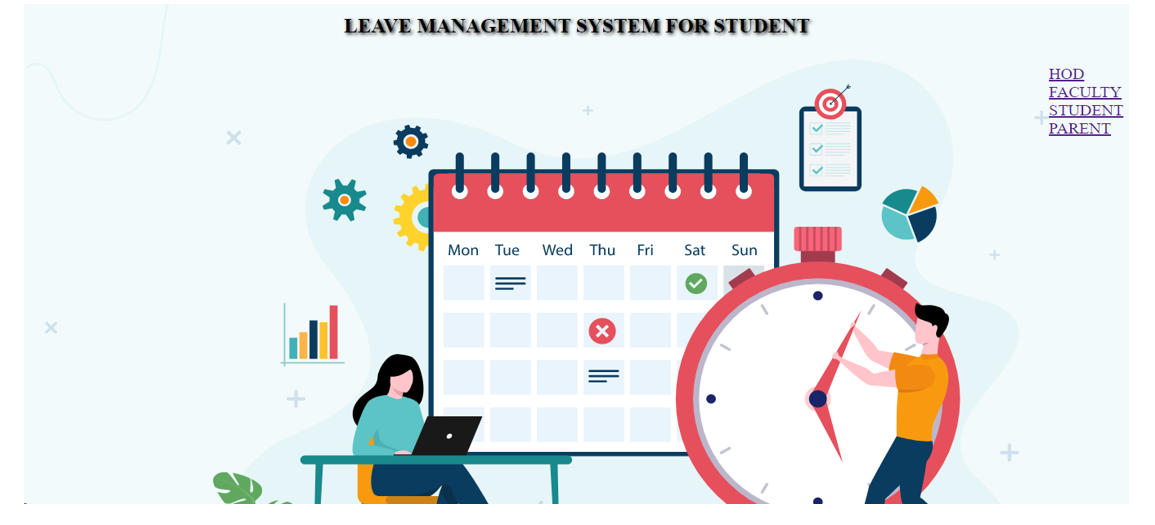 LEAVE MANAGEMENT SYSTEM FOR STUDENT
HOD
FACULTY
STUDENT
PARENT
Mon Tue Wed Thu Fri Sat Sun